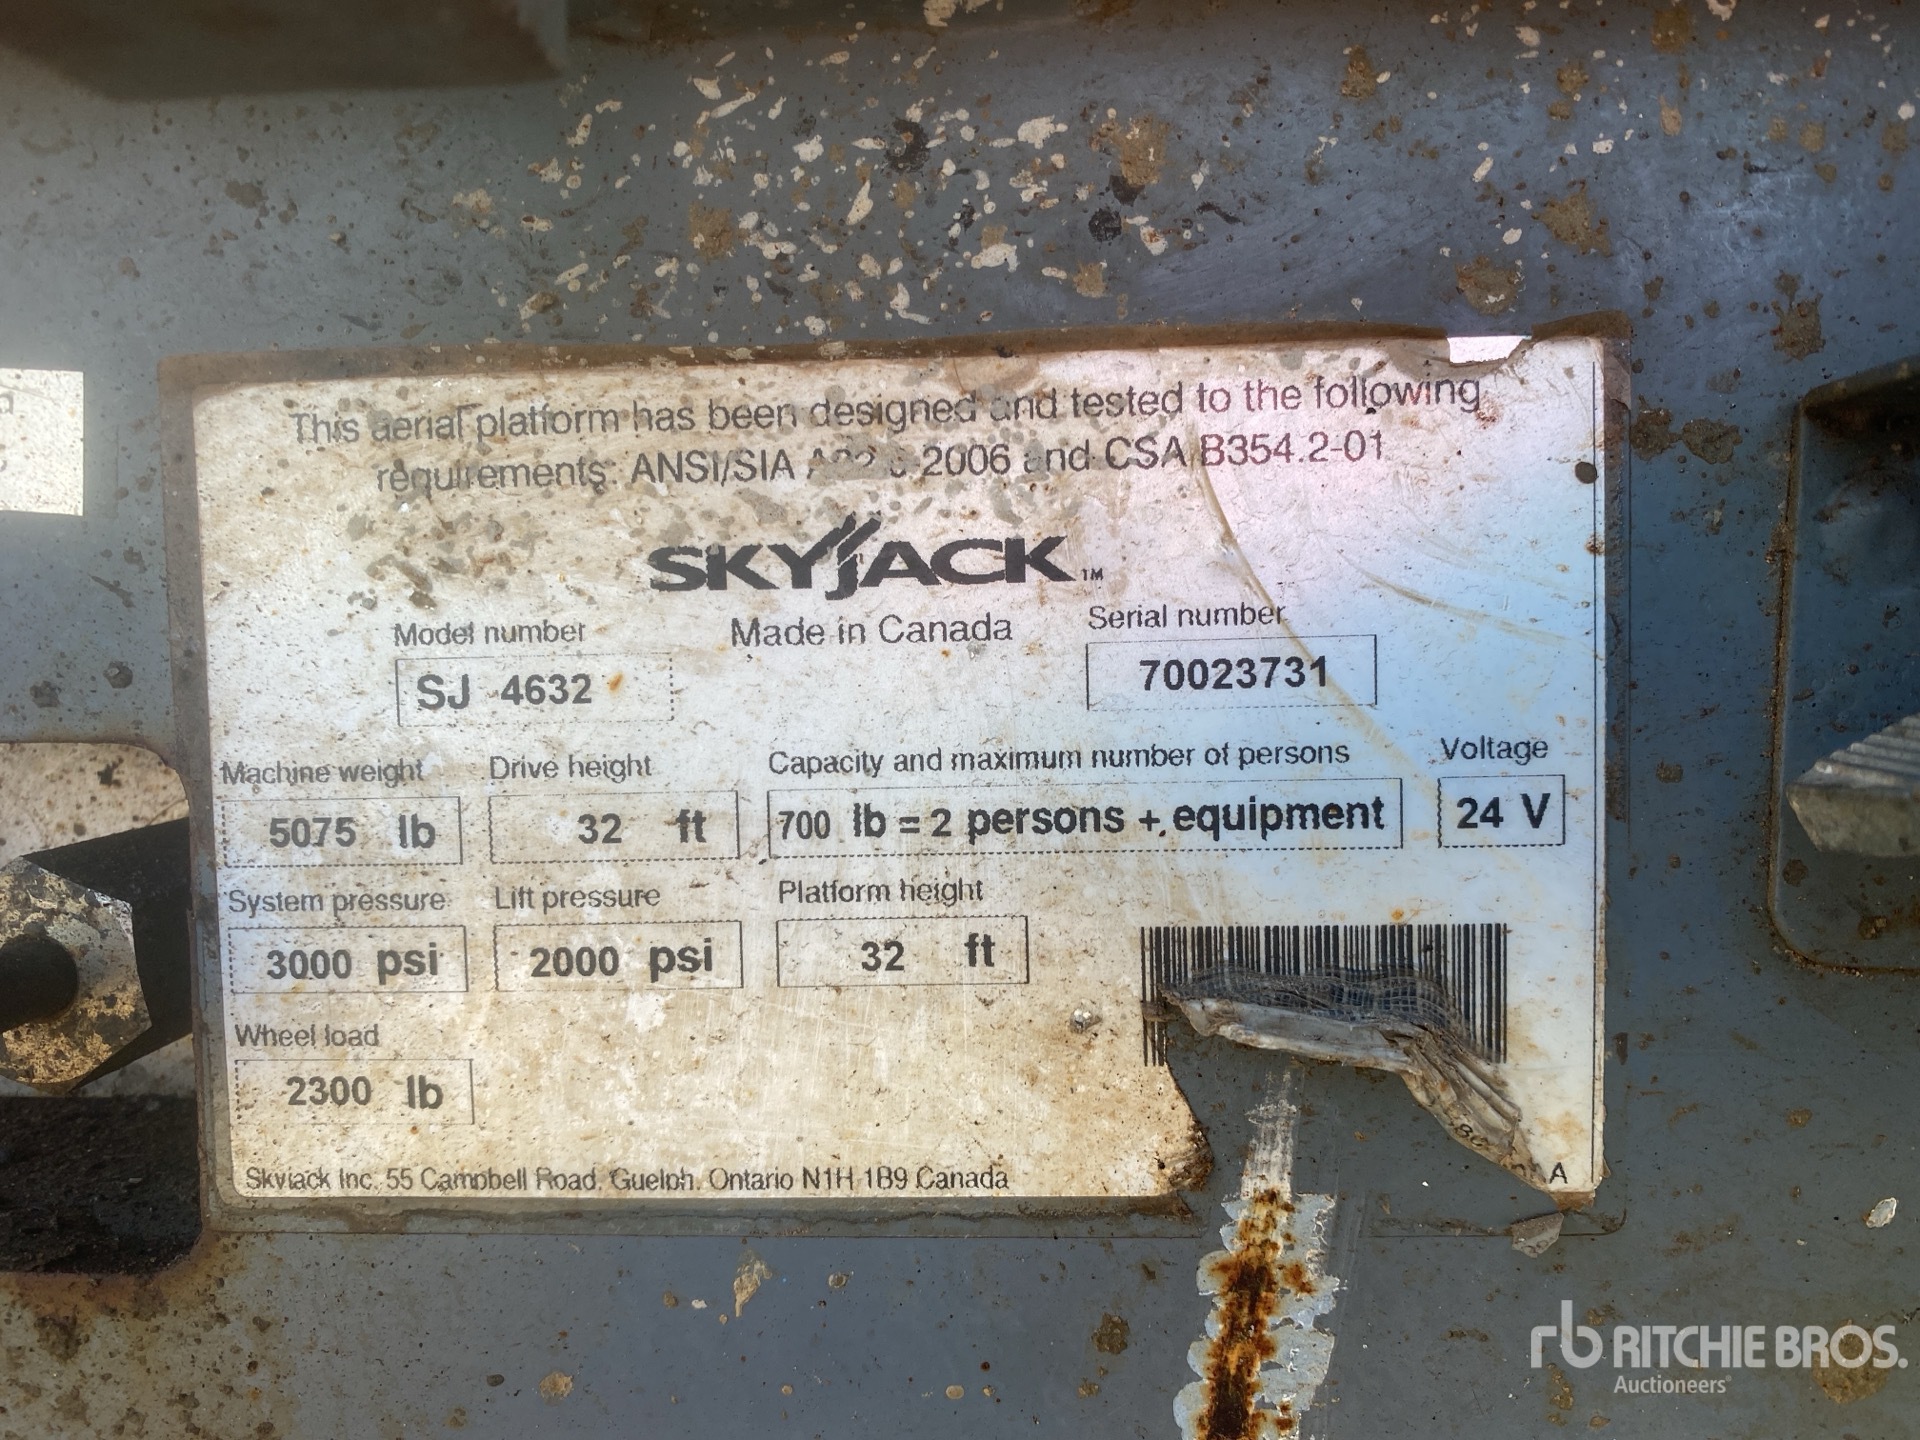 This aerial platform has been designed and tested to the following
requirements: ANSI/SIA 2006 and CSA B354.2-01
SKYJACK™
Made in Canada
Model number
SJ 4632
Serial number
70023731
Machine weight
5075 lb
Drive height
32 ft
Capacity and maximum number of persons
700 lb = 2 persons + equipment
Voltage
24 V
System pressure
3000 psi
Lift pressure
2000 psi
Platform height
32 ft
Wheel load
2300 lb
Skyjack Inc. 55 Campbell Road, Guelph, Ontario N1H 1B9 Canada
rb RITCHIE BROS.
Auctioneers